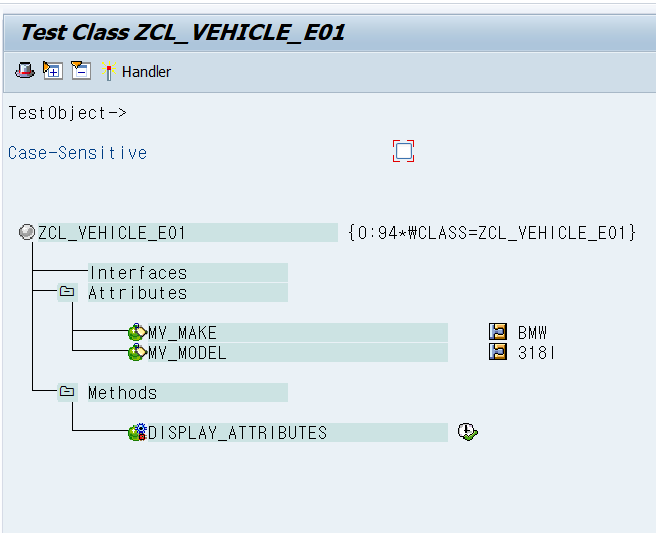 Test Class ZCL_VEHICLE_E01
Handler
TestObject->
Case-Sensitive
ZCL_VEHICLE_E01 {O:94*₩CLASS=ZCL_VEHICLE_E01}
Interfaces
Attributes
MV_MAKE BMW
MV_MODEL 318I
Methods
DISPLAY_ATTRIBUTES